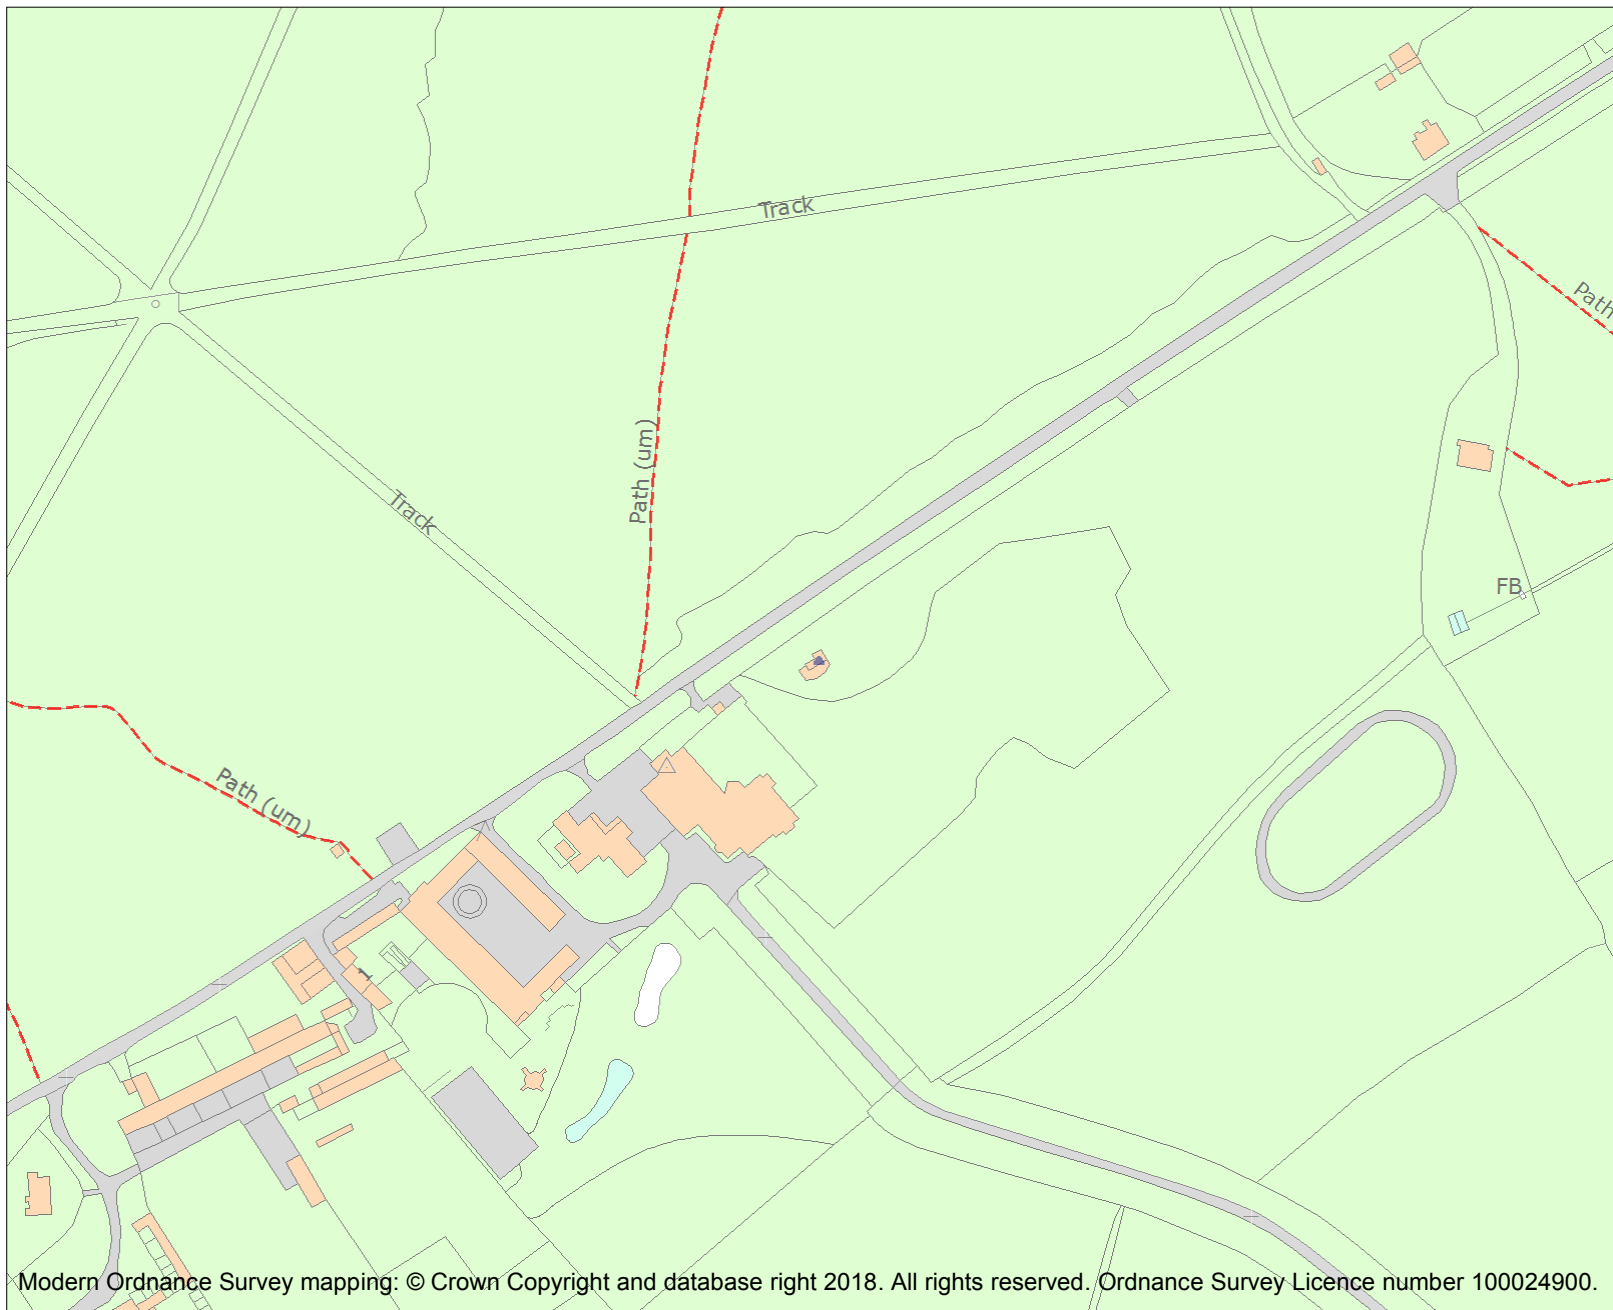 Track
Path
Path (um)
Track
FB
Path (um)
1
Modern Ordnance Survey mapping: © Crown Copyright and database right 2018. All rights reserved. Ordnance Survey Licence number 100024900.